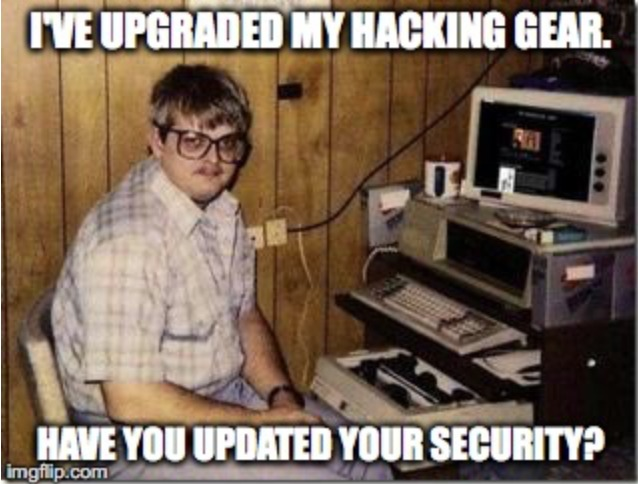 I'VE UPGRADED MY HACKING GEAR.
HAVE YOU UPDATED YOUR SECURITY?
imgflip.com